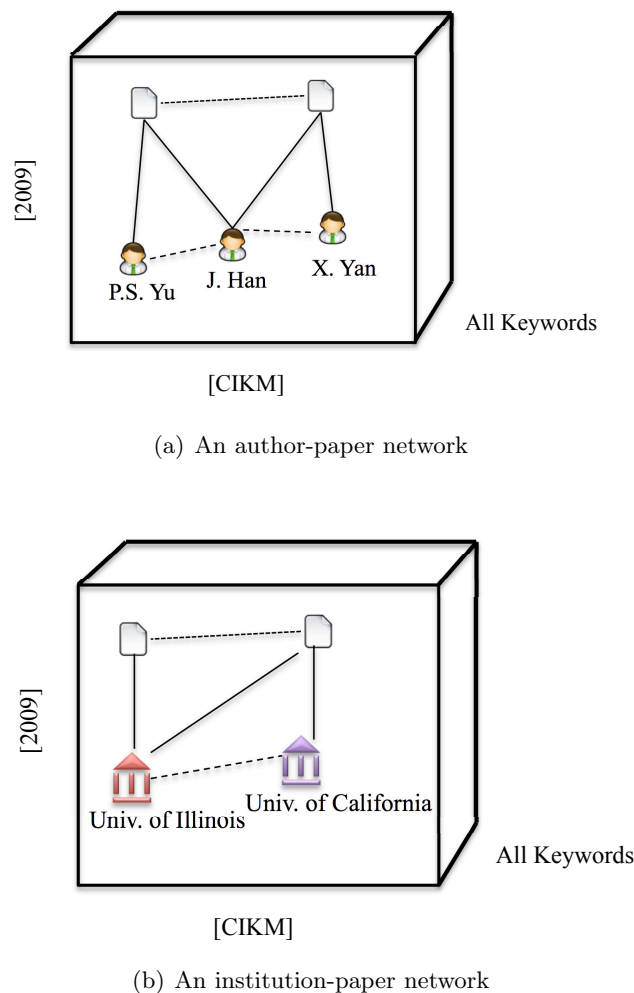 [2009]
P.S. Yu
J. Han
X. Yan
All Keywords
[CIKM]
(a) An author-paper network
[2009]
Univ. of Illinois
Univ. of California
All Keywords
[CIKM]
(b) An institution-paper network